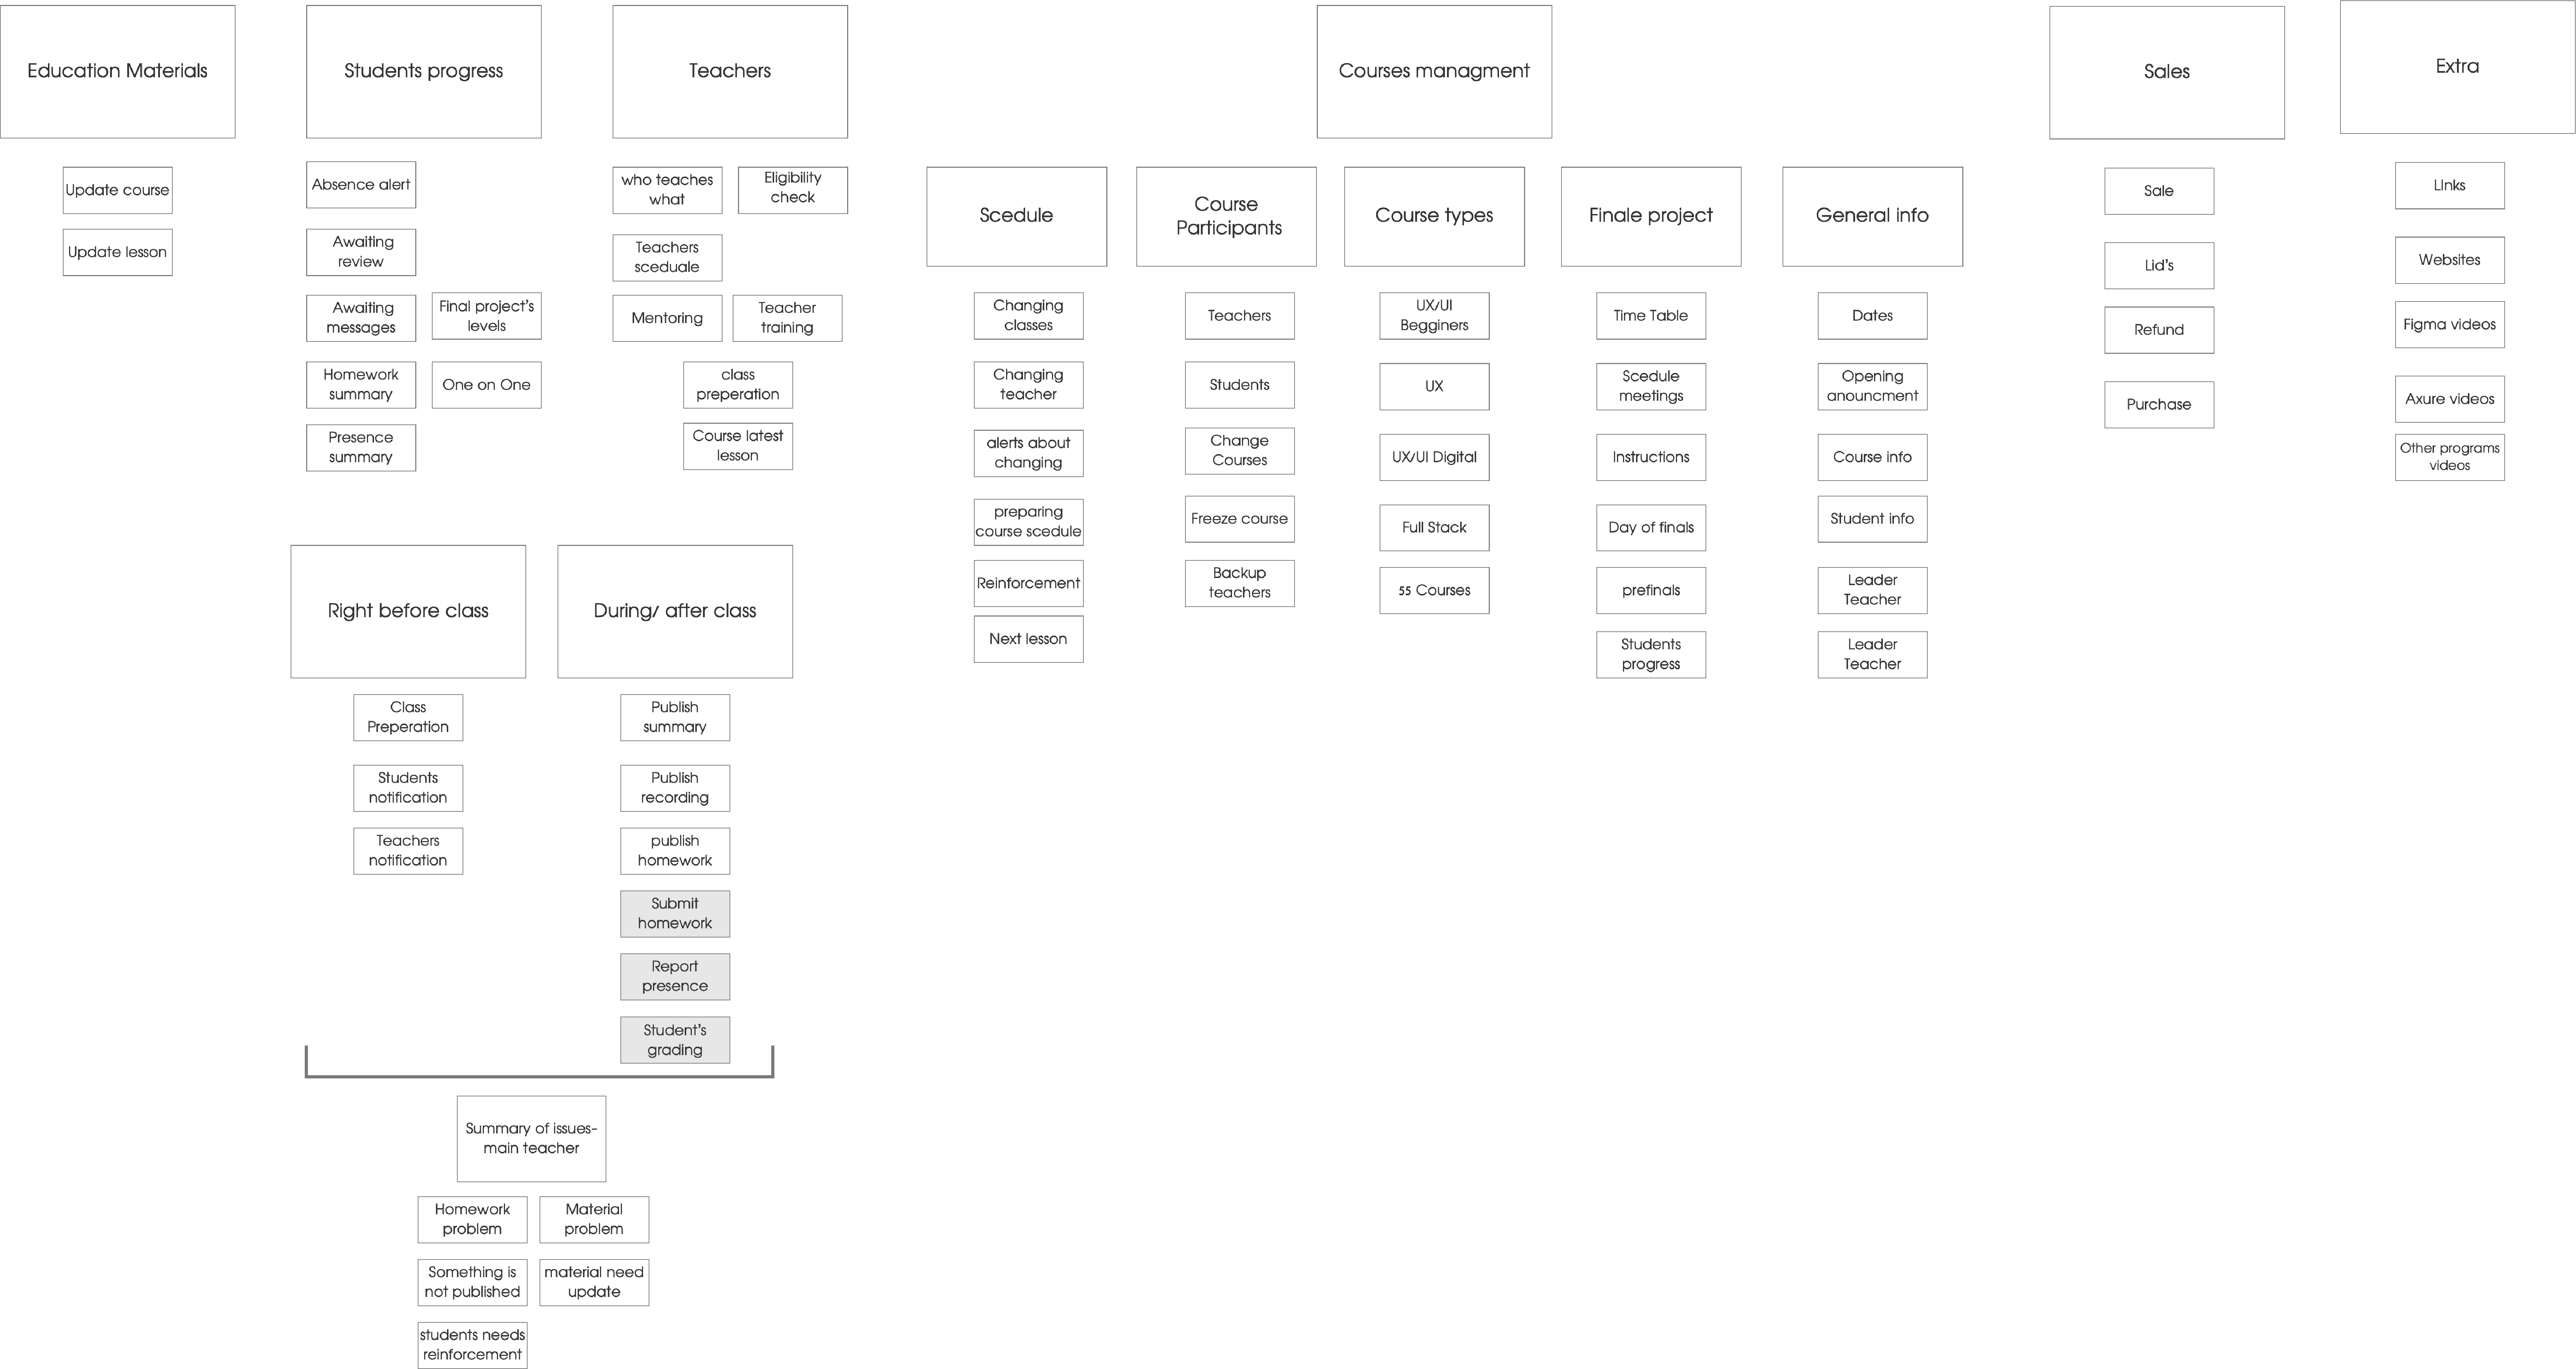 Education Materials
Update course
Update lesson
Students progress
Absence alert
Awaiting
review
Awaiting
messages
Final project's
levels
Homework
summary
One on One
Presence
summary
Teachers
who teaches
what
Eligibility
check
Teachers
sceduale
Mentoring
Teacher
training
class
preperation
Course latest
lesson
Right before class
Class
Preperation
Students
notification
Teachers
notification
During/ after class
Publish
summary
Publish
recording
publish
homework
Submit
homework
Report
presence
Student's
grading
Summary of issues-
main teacher
Homework
problem
Material
problem
Something is
not published
material need
update
students needs
reinforcement
Courses managment
Scedule
Changing
classes
Changing
teacher
alerts about
changing
preparing
course scedule
Reinforcement
Next lesson
Course
Participants
Teachers
Students
Change
Courses
Freeze course
Backup
teachers
Course types
UX/UI
Begginers
UX
UX/UI Digital
Full Stack
55 Courses
Finale project
Time Table
Scedule
meetings
Instructions
Day of finals
prefinals
Students
progress
General info
Dates
Opening
anouncment
Course info
Student info
Leader
Teacher
Leader
Teacher
Sales
Sale
Lid's
Refund
Purchase
Extra
LInks
Websites
Figma videos
Axure videos
Other programs
videos